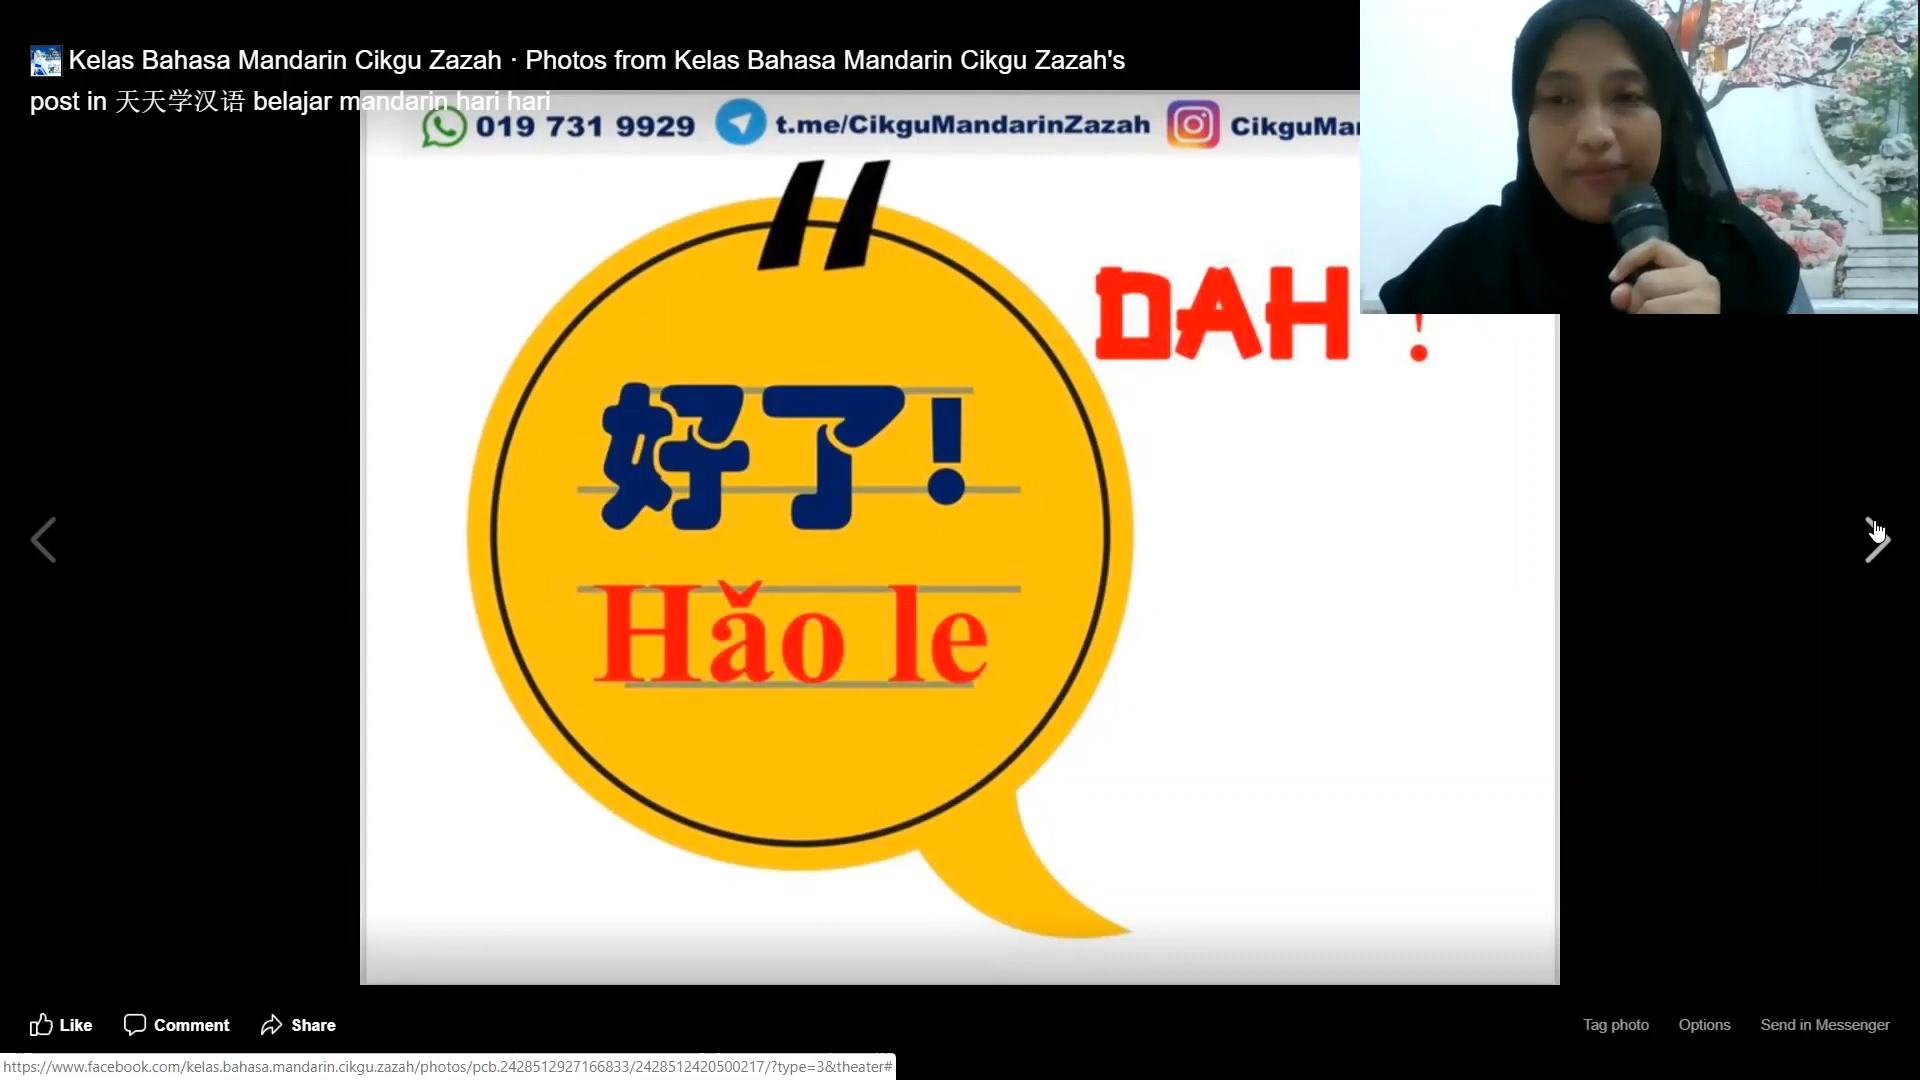 Kelas Bahasa Mandarin Cikgu Zazah · Photos from Kelas Bahasa Mandarin Cikgu Zazah's
post in 天天学汉语 belajar mandarin hari hari
019 731 9929 t.me/CikguMandarinZazah CikguMa
DAH !
好了!
Hǎo le
Like Comment Share
Tag photo Options Send in Messenger
https://www.facebook.com/kelas.bahasa.mandarin.cikgu.zazah/photos/pcb.2428512927166833/2428512420500217/?type=3&theater#